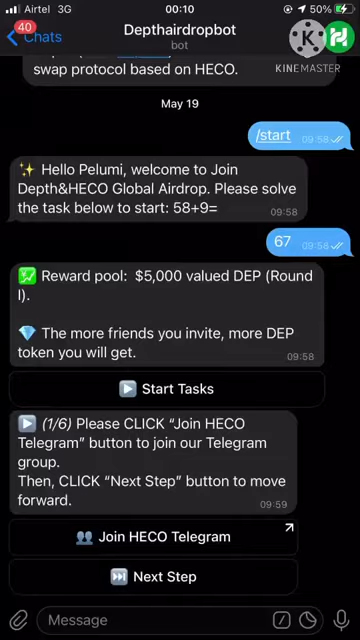 Airtel 3G 00:10 50%
40
Chats
Depthairdropbot
bot
KINEMASTER
swap protocol based on HECO.
May 19
/start 09:58
✨ Hello Pelumi, welcome to Join
Depth&HECO Global Airdrop. Please solve
the task below to start: 58+9=
09:58
67 09:58
💹 Reward pool:  $5,000 valued DEP (Round
I).
💎 The more friends you invite, more DEP
token you will get.
09:58
▶️ Start Tasks
▶️ (1/6) Please CLICK “Join HECO
Telegram” button to join our Telegram
group.
Then, CLICK “Next Step” button to move
forward.
09:59
👥 Join HECO Telegram
⏭ Next Step
Message